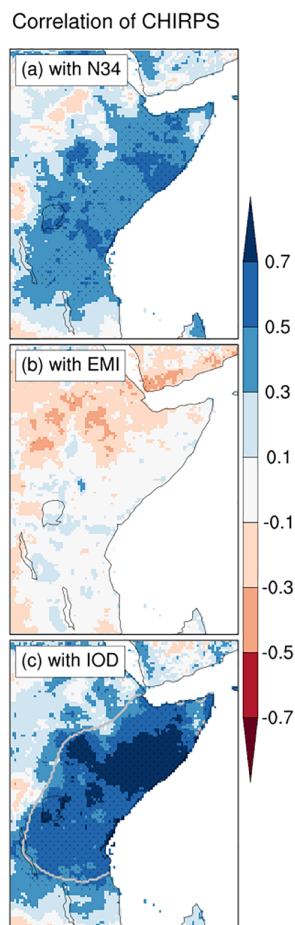 Correlation of CHIRPS
(a) with N34
(b) with EMI
(c) with IOD
0.7
0.5
0.3
0.1
-0.1
-0.3
-0.5
-0.7